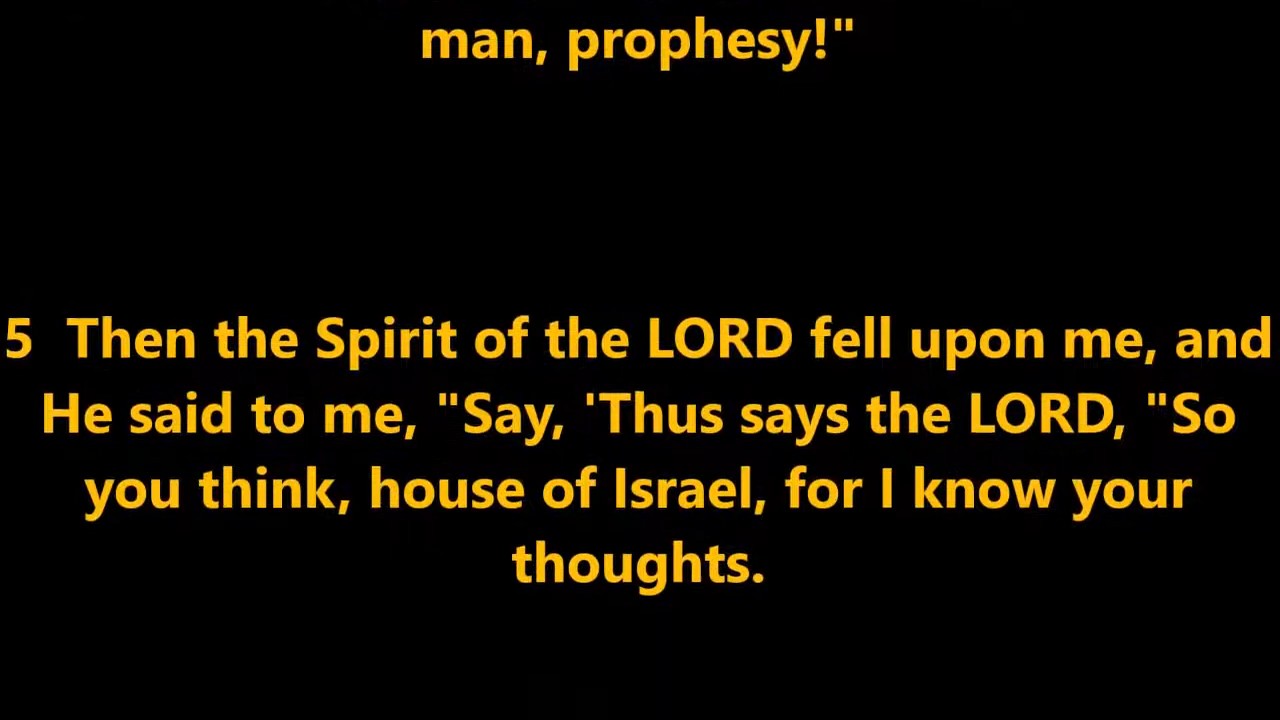 man, prophesy!"
5  Then the Spirit of the LORD fell upon me, and
He said to me, "Say, 'Thus says the LORD, "So
you think, house of Israel, for I know your
thoughts.